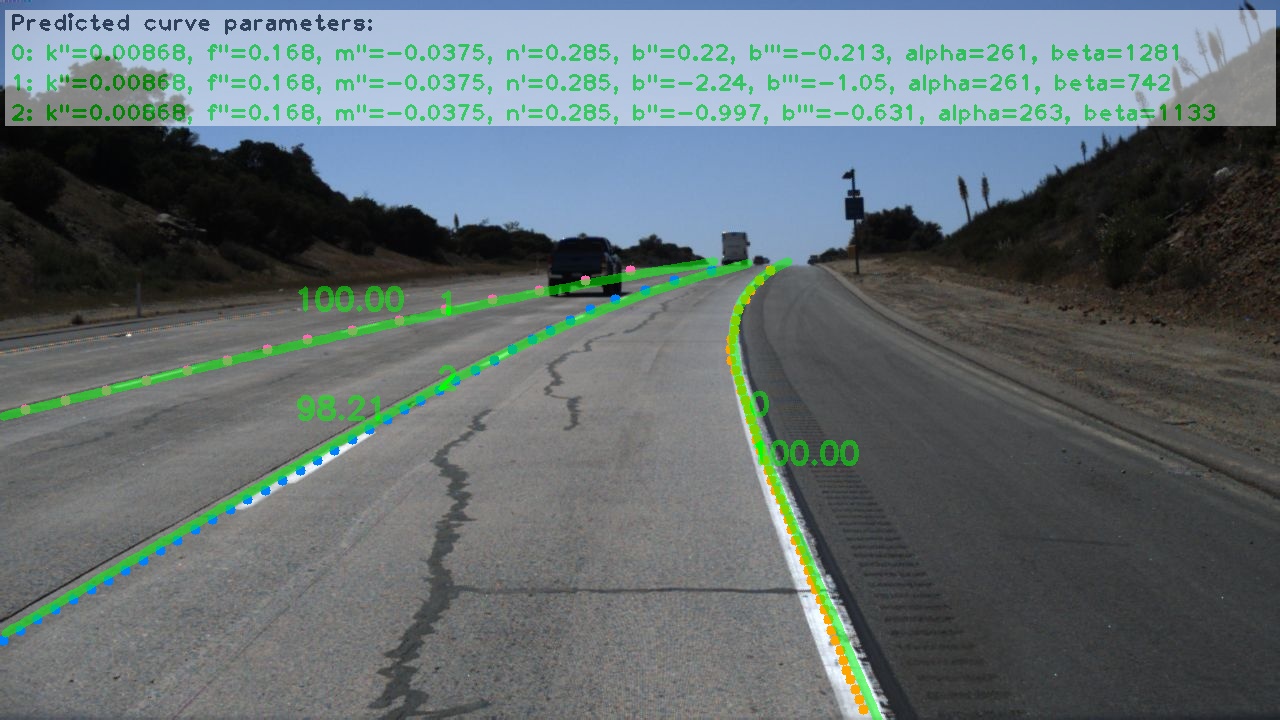 Predicted curve parameters:
0: k''=0.00868, f''=0.168, m''=−0.0375, n'=0.285, b''=0.22, b'''=−0.213, alpha=261, beta=1281
1: k''=0.00868, f''=0.168, m''=−0.0375, n'=0.285, b''=−2.24, b'''=−1.05, alpha=261, beta=742
2: k''=0.00868, f''=0.168, m''=−0.0375, n'=0.285, b''=−0.997, b'''=−0.631, alpha=263, beta=1133
100.00 1
2
98.21
0
100.00